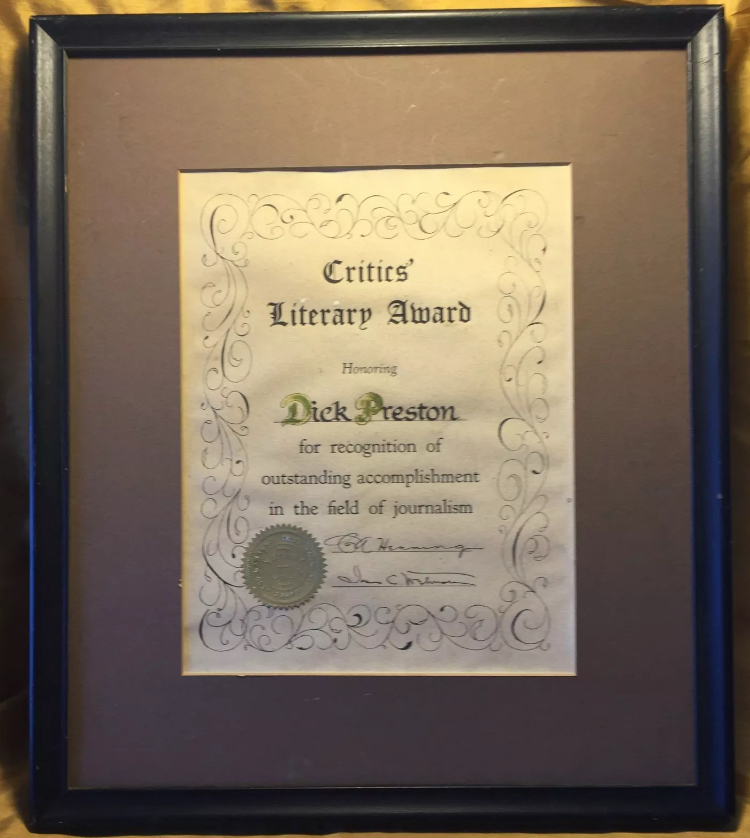 Critics'
Literary Award
Honoring
Dick Preston
for recognition of
outstanding accomplishment
in the field of journalism